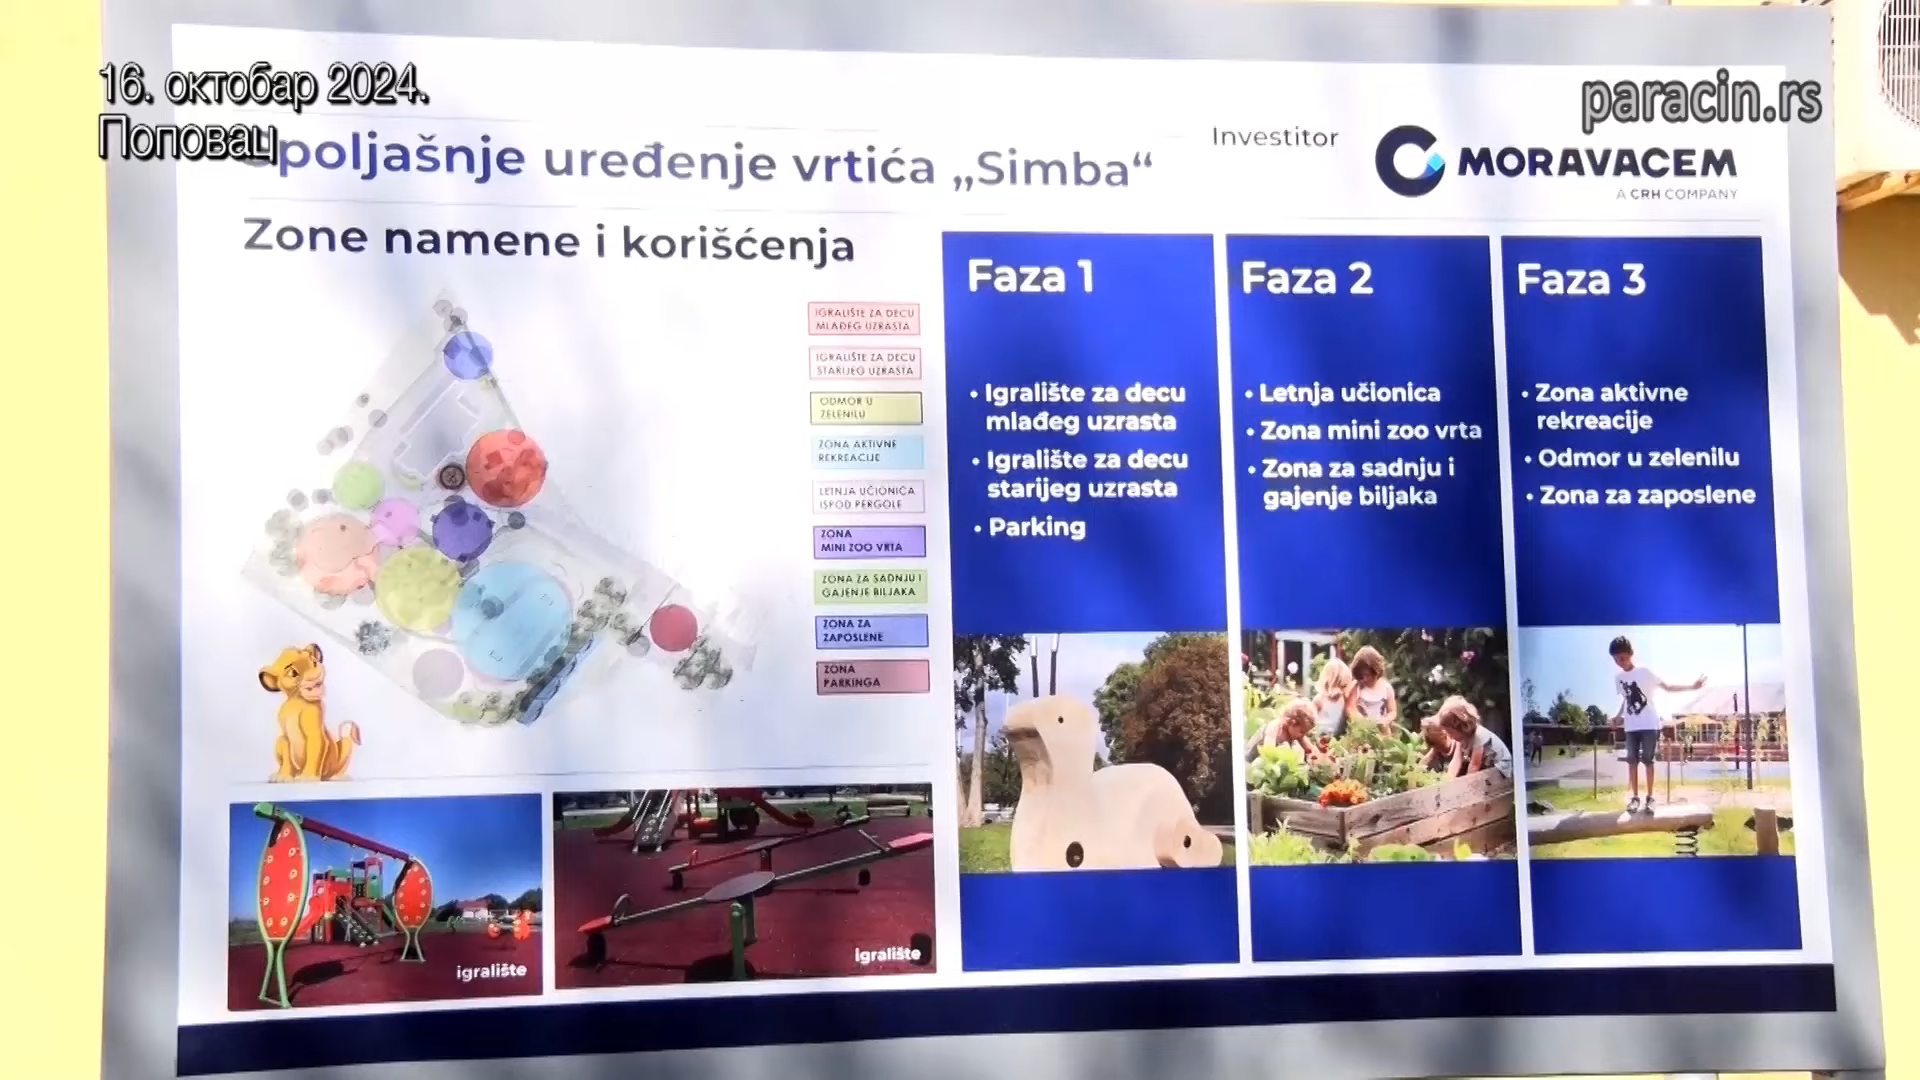 16. октобар 2024.
Поповац
paracin.rs
Spoljašnje uređenje vrtića „Simba“
Investitor
MORAVACEM
A CRH COMPANY
Zone namene i korišćenja
IGRALIŠTE ZA DECU
MLAĐEG UZRASTA
IGRALIŠTE ZA DECU
STARIJEG UZRASTA
ODMOR U
ZELENILU
ZONA AKTIVNE
REKREACIJE
LETNJA UČIONICA
ISPOD PERGOLE
ZONA
MINI ZOO VRTA
ZONA ZA SADNJU I
GAJENJE BILJAKA
ZONA ZA
ZAPOSLENE
ZONA
PARKINGA
Faza 1
• Igralište za decu
mlađeg uzrasta
• Igralište za decu
starijeg uzrasta
• Parking
Faza 2
• Letnja učionica
• Zona mini zoo vrta
• Zona za sadnju i
gajenje biljaka
Faza 3
• Zona aktivne
rekreacije
• Odmor u zelenilu
• Zona za zaposlene
igralište
igralište